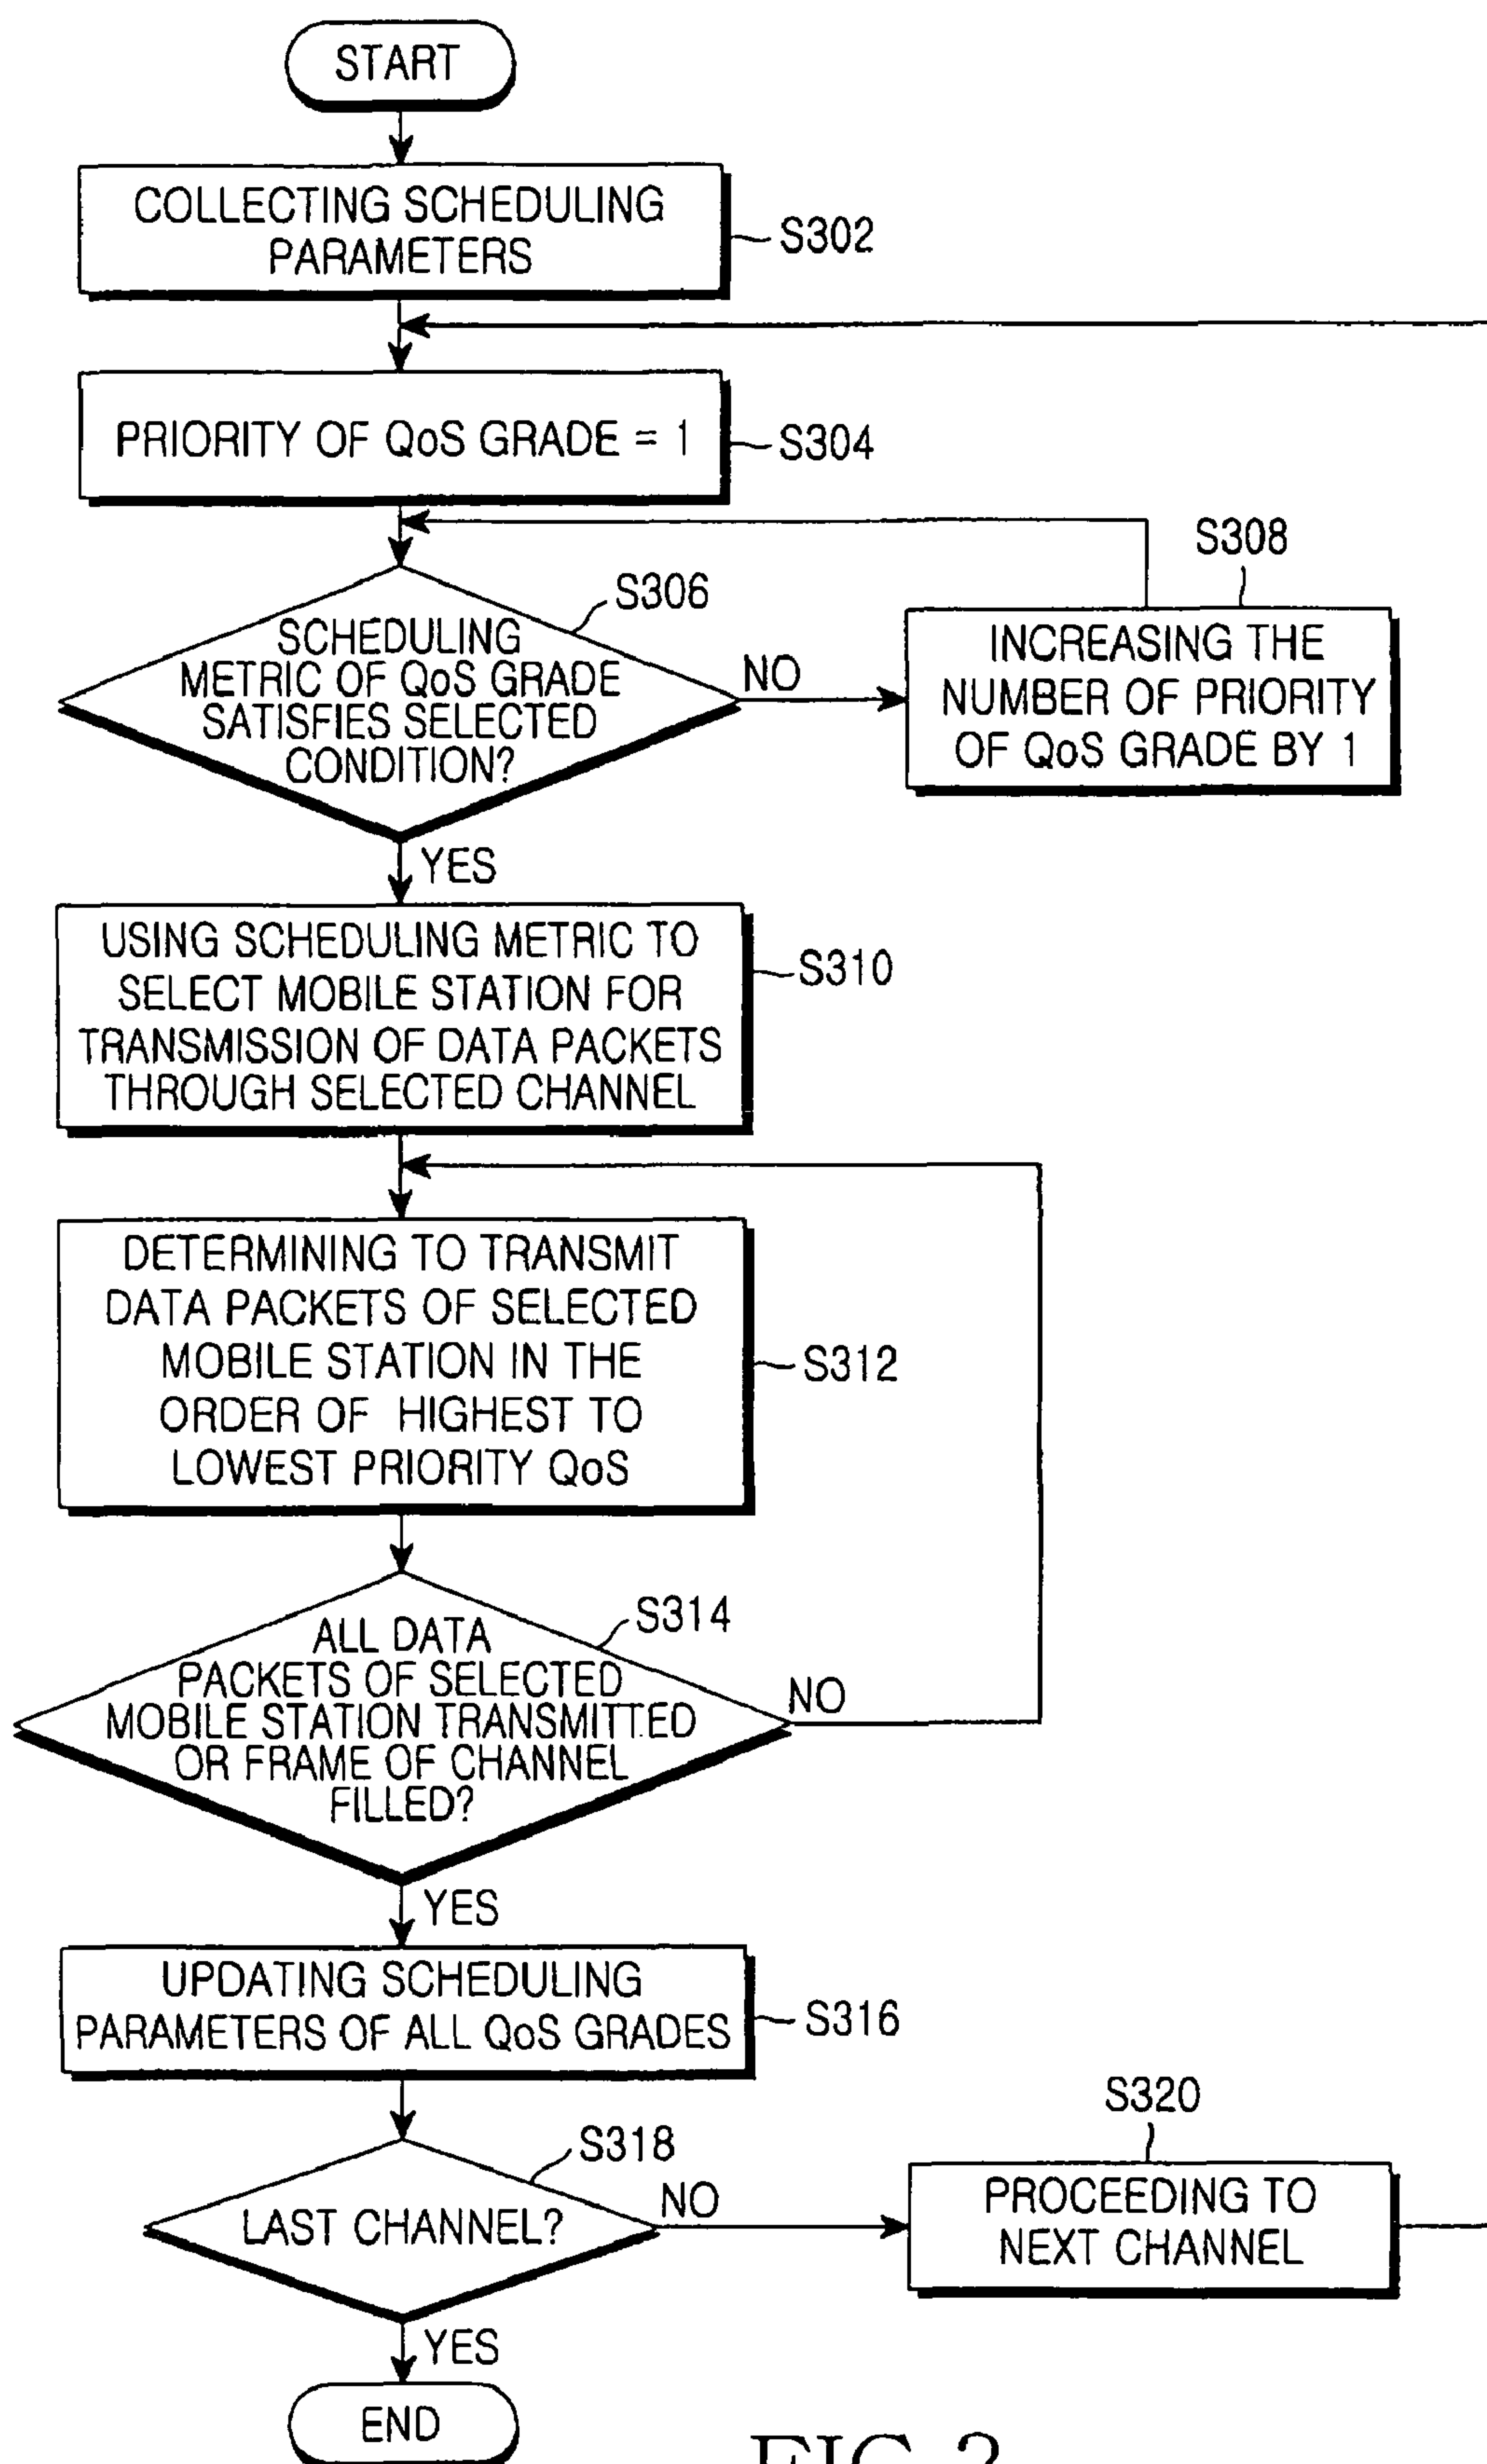 START
COLLECTING SCHEDULING
PARAMETERS
S302
PRIORITY OF QoS GRADE = 1
S304
S306
SCHEDULING
METRIC OF QoS GRADE
SATISFIES SELECTED
CONDITION?
NO
S308
INCREASING THE
NUMBER OF PRIORITY
OF QoS GRADE BY 1
YES
USING SCHEDULING METRIC TO
SELECT MOBILE STATION FOR
TRANSMISSION OF DATA PACKETS
THROUGH SELECTED CHANNEL
S310
DETERMINING TO TRANSMIT
DATA PACKETS OF SELECTED
MOBILE STATION IN THE
ORDER OF HIGHEST TO
LOWEST PRIORITY QoS
S312
S314
ALL DATA
PACKETS OF SELECTED
MOBILE STATION TRANSMITTED
OR FRAME OF CHANNEL
FILLED?
NO
YES
UPDATING SCHEDULING
PARAMETERS OF ALL QoS GRADES
S316
S318
LAST CHANNEL?
NO
S320
PROCEEDING TO
NEXT CHANNEL
YES
END